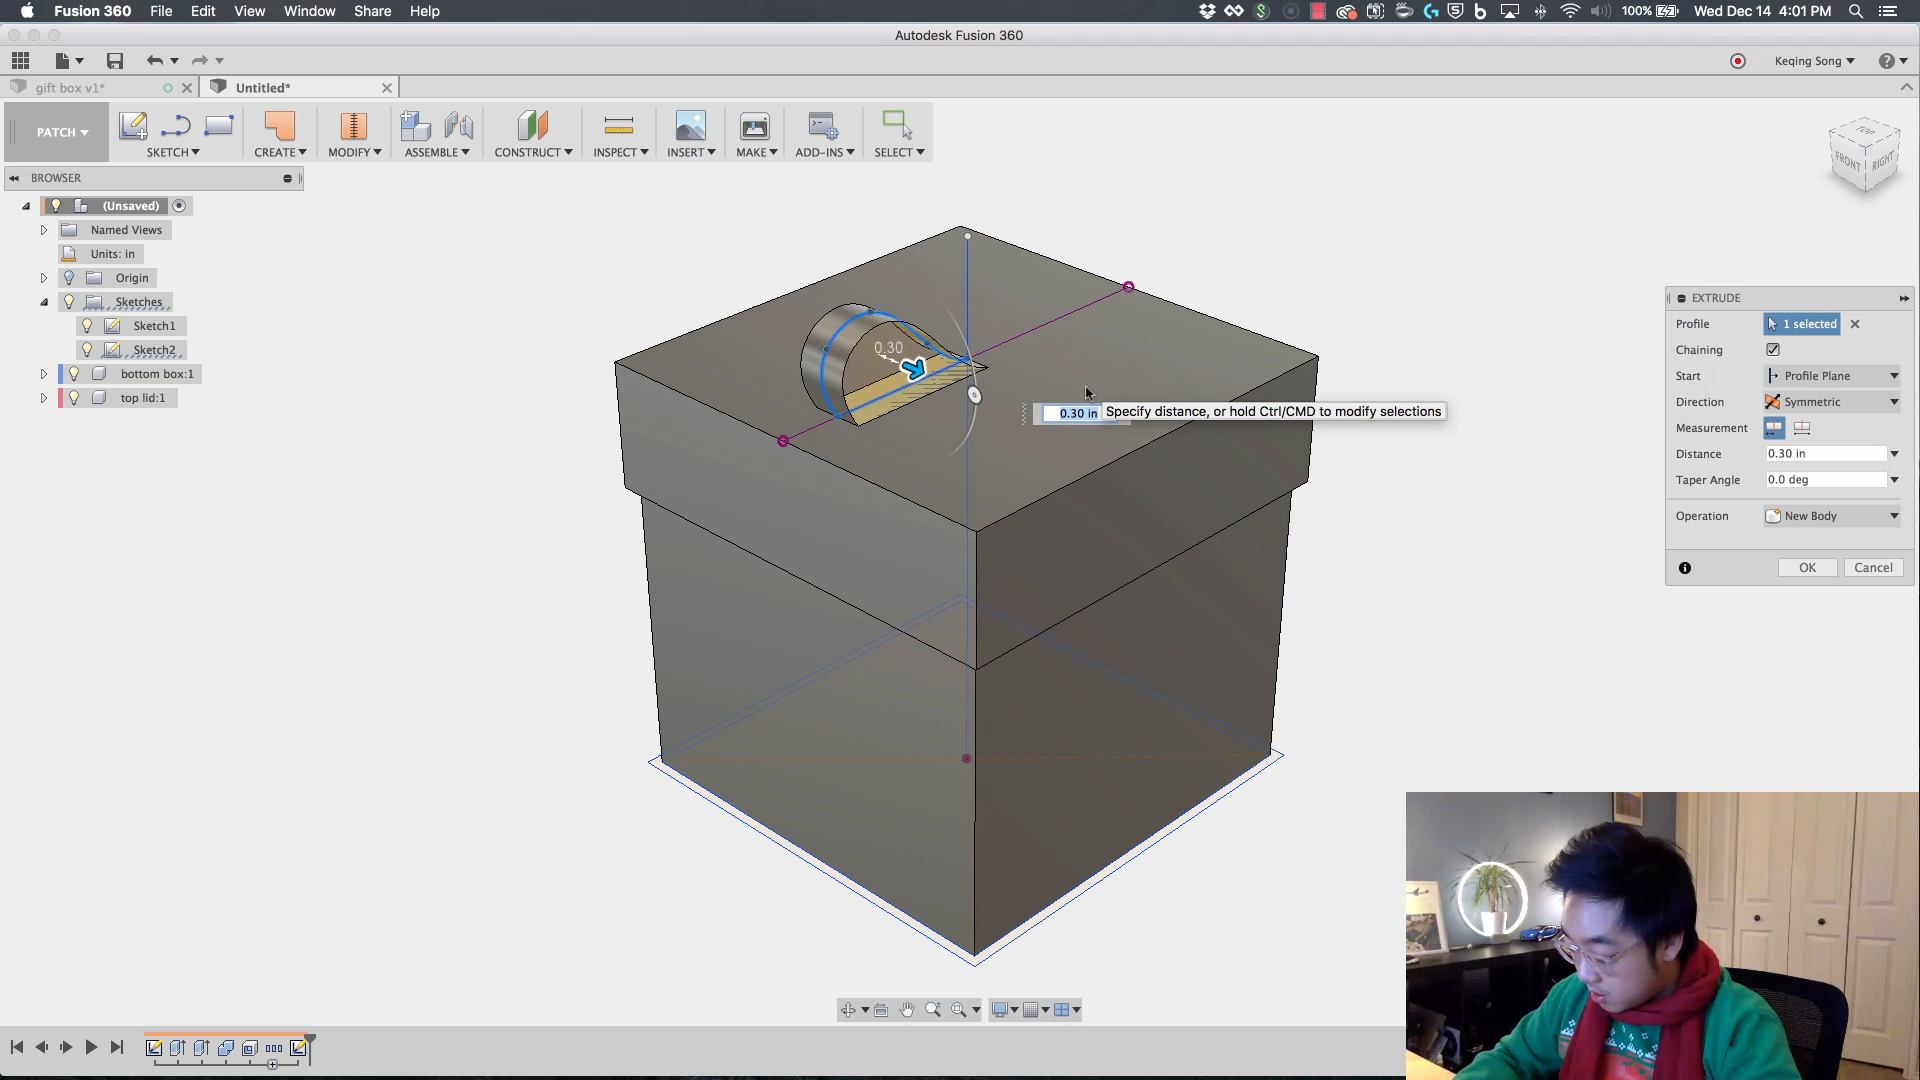 Fusion 360 File Edit View Window Share Help 100% Wed Dec 14 4:01 PM
Autodesk Fusion 360
Keqing Song
gift box v1* Untitled*
PATCH SKETCH CREATE MODIFY ASSEMBLE CONSTRUCT INSPECT INSERT MAKE ADD-INS SELECT
BROWSER
(Unsaved)
Named Views
Units: in
Origin
Sketches
Sketch1
Sketch2
bottom box:1
top lid:1
TOP
FRONT RIGHT
0.30
0.30 in Specify distance, or hold Ctrl/CMD to modify selections
EXTRUDE
Profile 1 selected
Chaining
Start Profile Plane
Direction Symmetric
Measurement
Distance 0.30 in
Taper Angle 0.0 deg
Operation New Body
OK Cancel